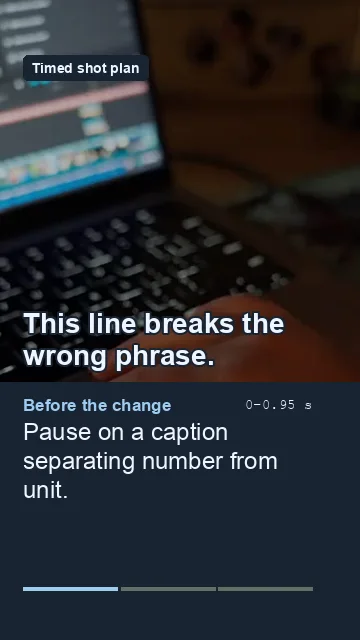 Timed shot plan
This line breaks the
wrong phrase.
Before the change
0–0.95 s
Pause on a caption
separating number from
unit.